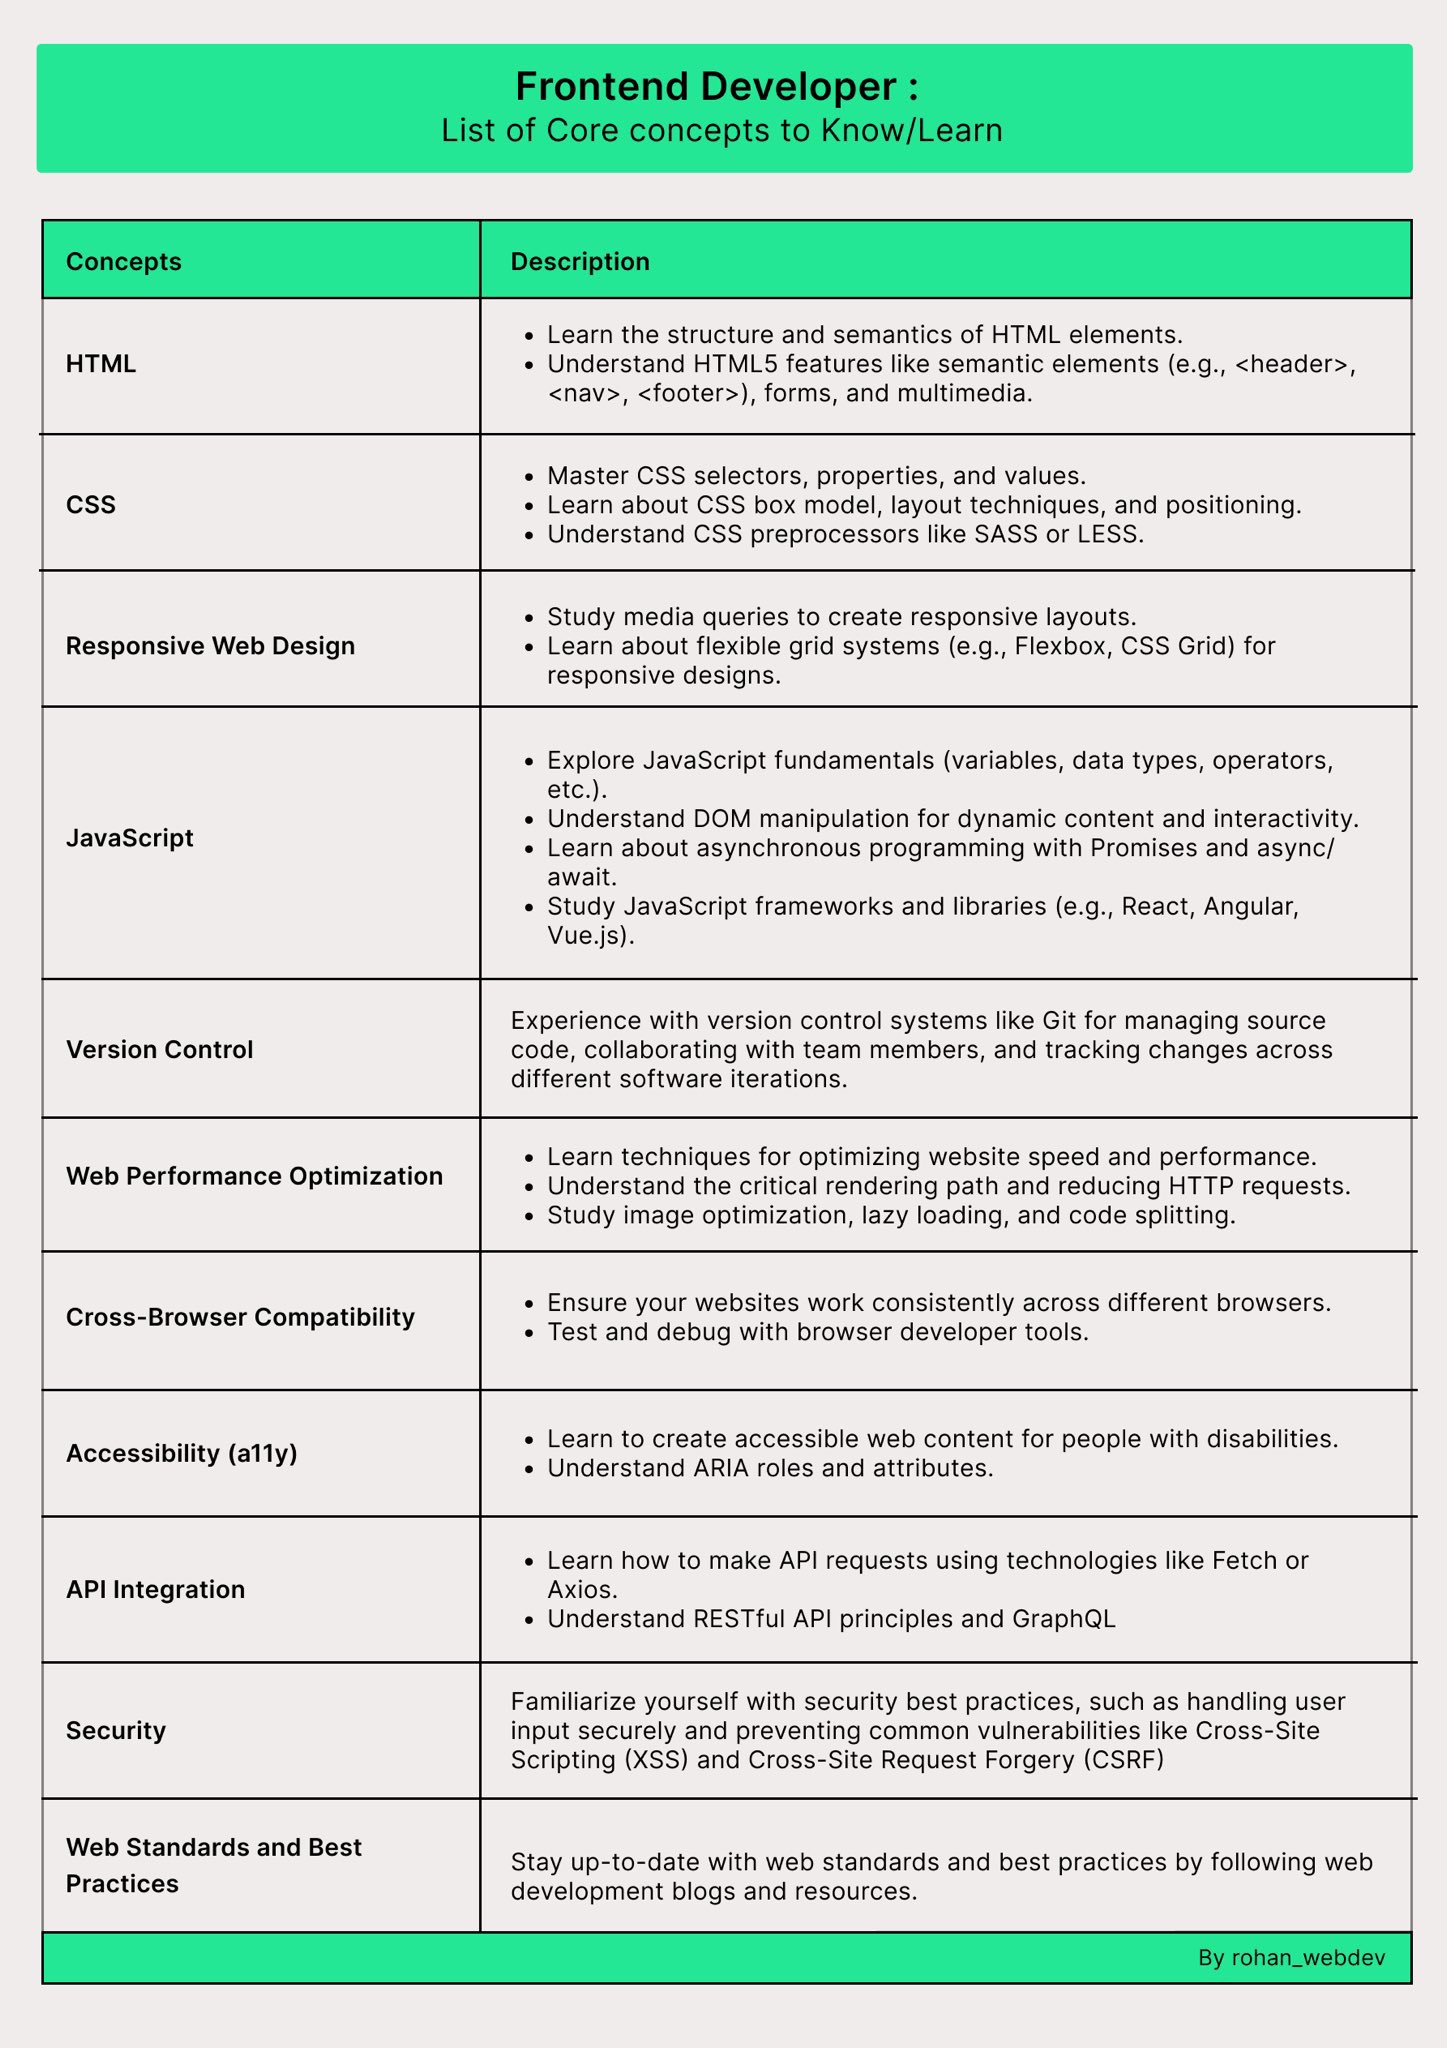 Frontend Developer :
List of Core concepts to Know/Learn
Concepts
Description
HTML
• Learn the structure and semantics of HTML elements.
• Understand HTML5 features like semantic elements (e.g., <header>,
<nav>, <footer>), forms, and multimedia.
CSS
• Master CSS selectors, properties, and values.
• Learn about CSS box model, layout techniques, and positioning.
• Understand CSS preprocessors like SASS or LESS.
Responsive Web Design
• Study media queries to create responsive layouts.
• Learn about flexible grid systems (e.g., Flexbox, CSS Grid) for
responsive designs.
JavaScript
• Explore JavaScript fundamentals (variables, data types, operators,
etc.).
• Understand DOM manipulation for dynamic content and interactivity.
• Learn about asynchronous programming with Promises and async/
await.
• Study JavaScript frameworks and libraries (e.g., React, Angular,
Vue.js).
Version Control
Experience with version control systems like Git for managing source
code, collaborating with team members, and tracking changes across
different software iterations.
Web Performance Optimization
• Learn techniques for optimizing website speed and performance.
• Understand the critical rendering path and reducing HTTP requests.
• Study image optimization, lazy loading, and code splitting.
Cross-Browser Compatibility
• Ensure your websites work consistently across different browsers.
• Test and debug with browser developer tools.
Accessibility (a11y)
• Learn to create accessible web content for people with disabilities.
• Understand ARIA roles and attributes.
API Integration
• Learn how to make API requests using technologies like Fetch or
Axios.
• Understand RESTful API principles and GraphQL
Security
Familiarize yourself with security best practices, such as handling user
input securely and preventing common vulnerabilities like Cross-Site
Scripting (XSS) and Cross-Site Request Forgery (CSRF)
Web Standards and Best
Practices
Stay up-to-date with web standards and best practices by following web
development blogs and resources.
By rohan_webdev